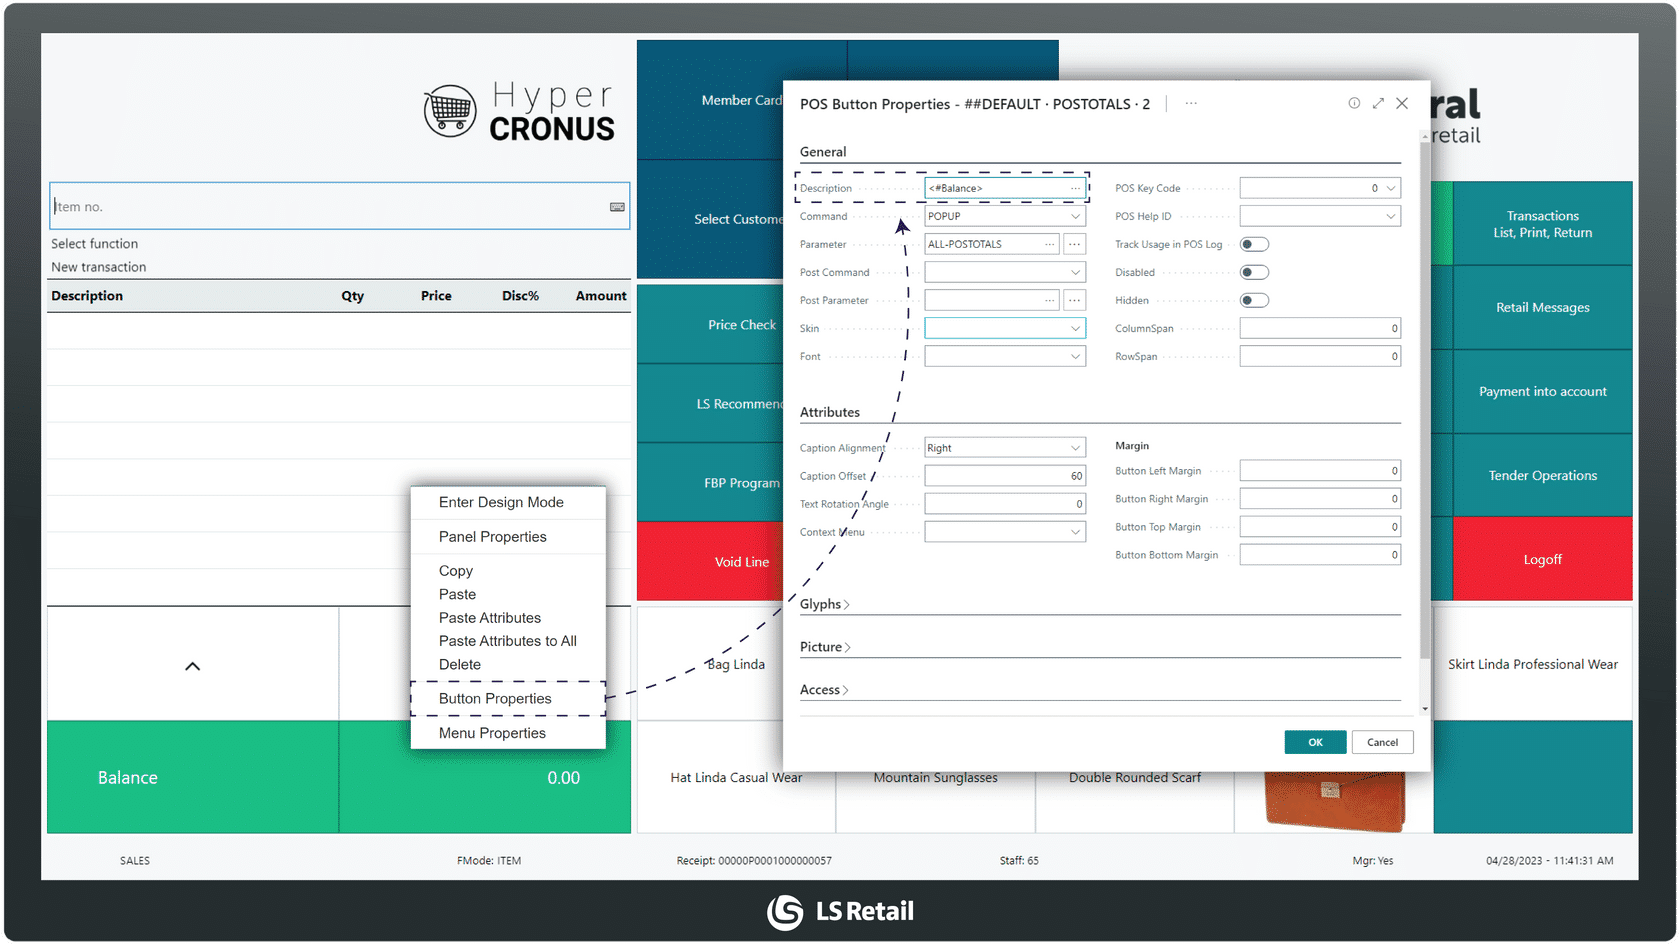 Hyper
CRONUS
Item no.
Select function
New transaction
Description Qty Price Disc% Amount
Enter Design Mode
Panel Properties
Copy
Paste
Paste Attributes
Paste Attributes to All
Delete
Button Properties
Menu Properties
Balance 0.00
Member Card
Select Custome
Price Check
LS Recommend
FBP Program
Void Line
Bag Linda
Hat Linda Casual Wear
Mountain Sunglasses
Double Rounded Scarf
POS Button Properties - ##DEFAULT · POSTOTALS · 2
General
Description <#Balance>
Command POPUP
Parameter ALL-POSTOTALS
Post Command
Post Parameter
Skin
Font
POS Key Code 0
POS Help ID
Track Usage in POS Log
Disabled
Hidden
ColumnSpan 0
RowSpan 0
Attributes
Caption Alignment Right
Caption Offset 60
Text Rotation Angle 0
Context Menu
Margin
Button Left Margin 0
Button Right Margin 0
Button Top Margin 0
Button Bottom Margin 0
Glyphs
Picture
Access
OK Cancel
ral
retail
Transactions
List, Print, Return
Retail Messages
Payment into account
Tender Operations
Logoff
Skirt Linda Professional Wear
SALES FMode: ITEM Receipt: 00000P0001000000057 Staff: 65 Mgr: Yes 04/28/2023 - 11:41:31 AM
LS Retail